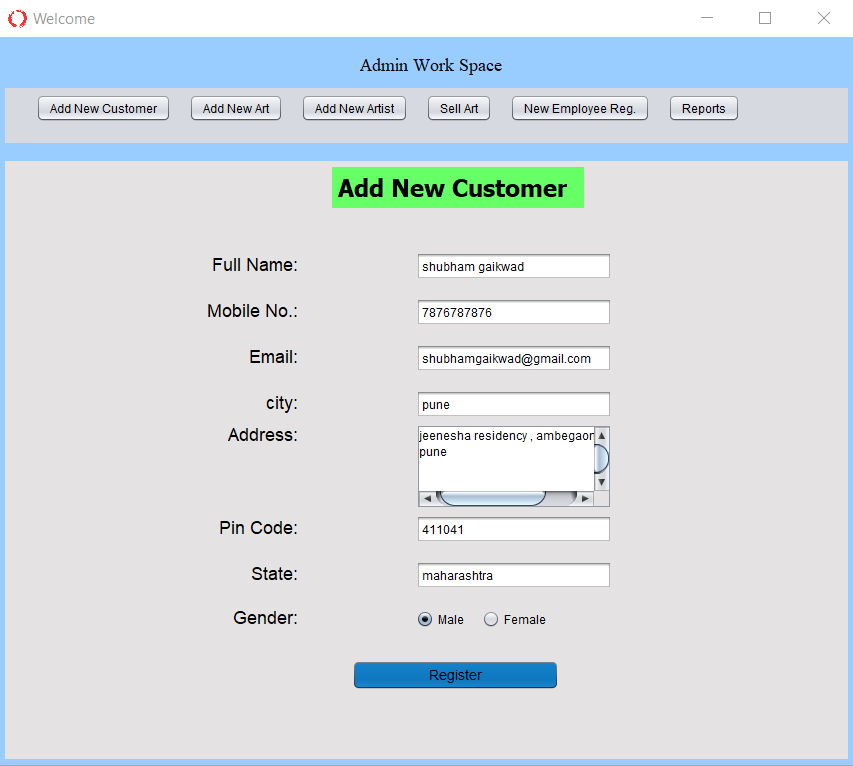 Welcome
Admin Work Space
Add New Customer Add New Art Add New Artist Sell Art New Employee Reg. Reports
Add New Customer
Full Name: shubham gaikwad
Mobile No.: 7876787876
Email: shubhamgaikwad@gmail.com
city: pune
Address: jeenesha residency , ambegaon
pune
Pin Code: 411041
State: maharashtra
Gender: Male Female
Register